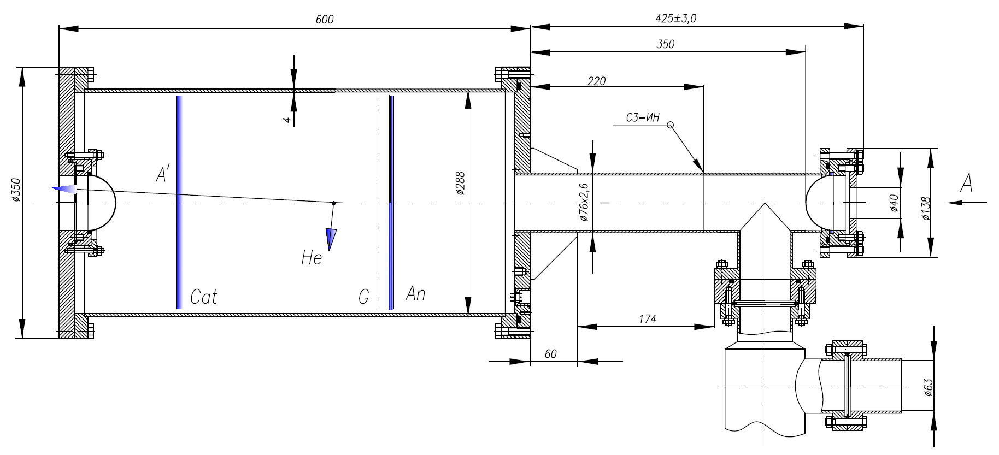 600
425±3,0
350
220
С3-ИН
4
A'
ø350
ø288
ø76x2,6
A
ø40
ø138
He
Cat
G
An
174
60
ø63